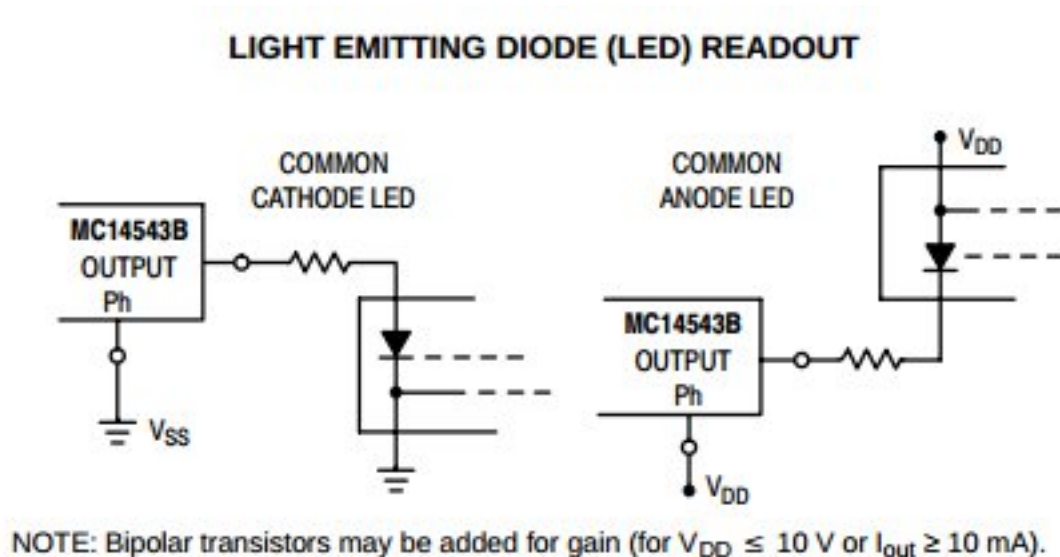 LIGHT EMITTING DIODE (LED) READOUT
COMMON
CATHODE LED
MC14543B
OUTPUT
Ph
VSS
COMMON
ANODE LED
VDD
MC14543B
OUTPUT
Ph
VDD
NOTE: Bipolar transistors may be added for gain (for VDD ≤ 10 V or Iout ≥ 10 mA).